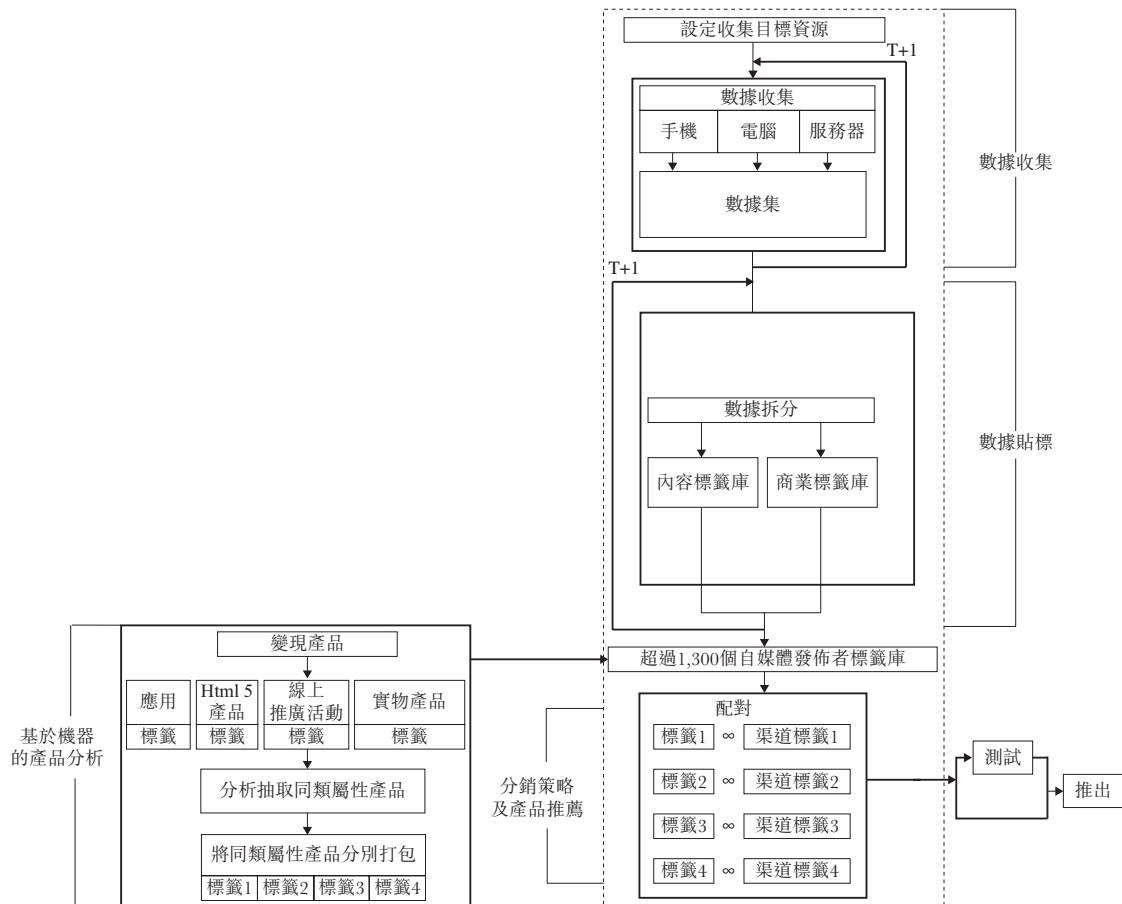 設定收集目標資源
T+1
數據收集
手機
電腦
服務器
數據集
數據收集
T+1
數據拆分
內容標籤庫
商業標籤庫
數據貼標
變現產品
應用
標籤
Html 5
產品
標籤
線上
推廣活動
標籤
實物產品
標籤
分析抽取同類屬性產品
將同類屬性產品分別打包
標籤1
標籤2
標籤3
標籤4
基於機器
的產品分析
超過1,300個自媒體發佈者標籤庫
配對
標籤1 ∞ 渠道標籤1
標籤2 ∞ 渠道標籤2
標籤3 ∞ 渠道標籤3
標籤4 ∞ 渠道標籤4
分銷策略
及產品推薦
測試
推出